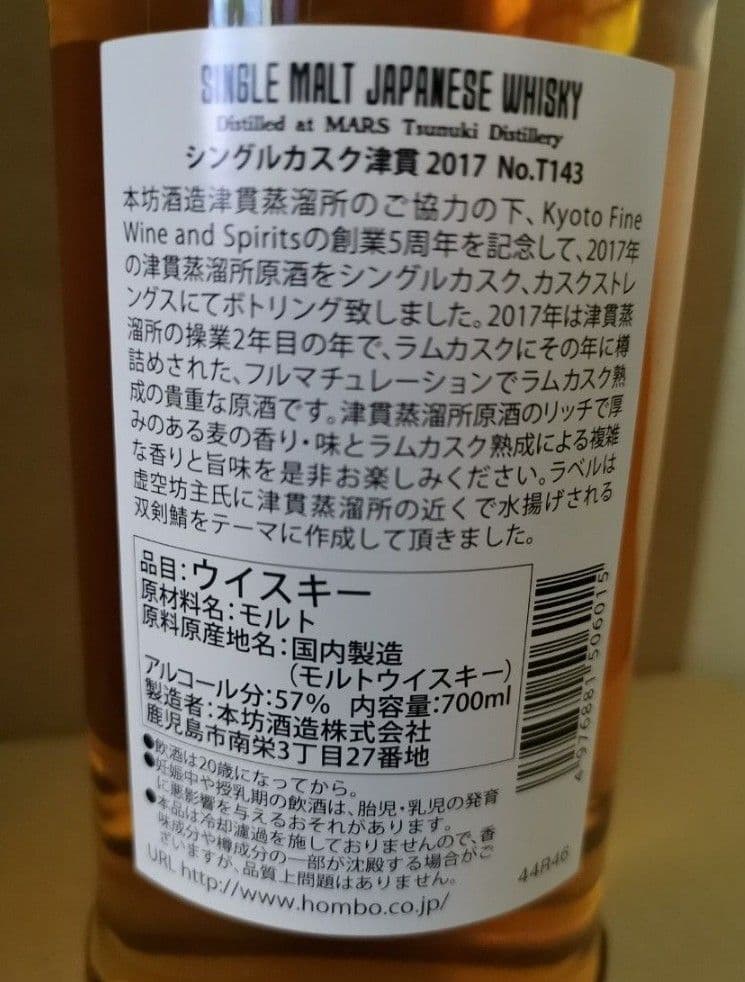 SINGLE MALT JAPANESE WHISKY
Distilled at MARS Tsunuki Distillery
シングルカスク津貫 2017 No.T143
本坊酒造津貫蒸溜所のご協力の下、Kyoto Fine
Wine and Spiritsの創業5周年を記念して、2017年
の津貫蒸溜所原酒をシングルカスク、カスクストレ
ングスにてボトリング致しました。2017年は津貫蒸
溜所の操業2年目の年で、ラムカスクにその年に樽
詰めされた、フルマチュレーションでラムカスク熟
成の貴重な原酒です。津貫蒸溜所原酒のリッチで厚
みのある麦の香り・味とラムカスク熟成による複雑
な香りと旨味を是非お楽しみください。ラベルは
虚空坊主氏に津貫蒸溜所の近くで水揚げされる
双剣鯖をテーマに作成して頂きました。
品目：ウイスキー
原材料名：モルト
原料原産地名：国内製造
（モルトウイスキー）
アルコール分：57% 内容量：700ml
製造者：本坊酒造株式会社
鹿児島市南栄3丁目27番地
●飲酒は20歳になってから。
●妊娠中や授乳期の飲酒は、胎児・乳児の発育
に悪影響を与えるおそれがあります。
●本品は冷却濾過を施しておりませんので、香
味成分や樽成分の一部が沈殿する場合がご
ざいますが、品質上問題はありません。
URL http://www.hombo.co.jp/
4 976881 506015
44R46